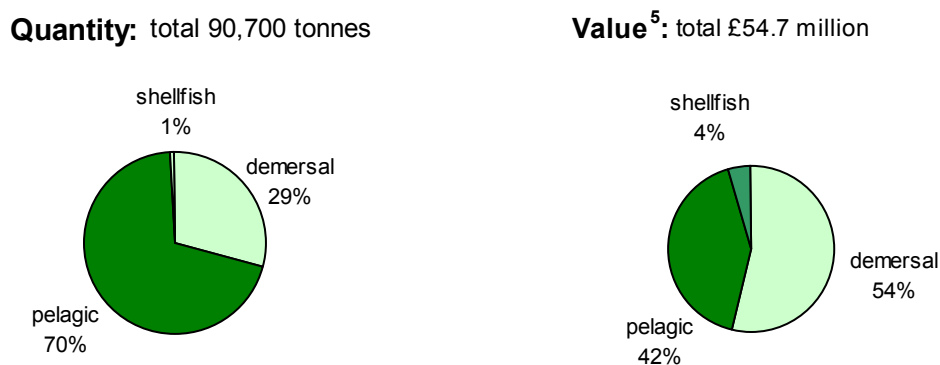 Quantity: total 90,700 tonnes
shellfish
1%
demersal
29%
pelagic
70%
Value5: total £54.7 million
shellfish
4%
demersal
54%
pelagic
42%